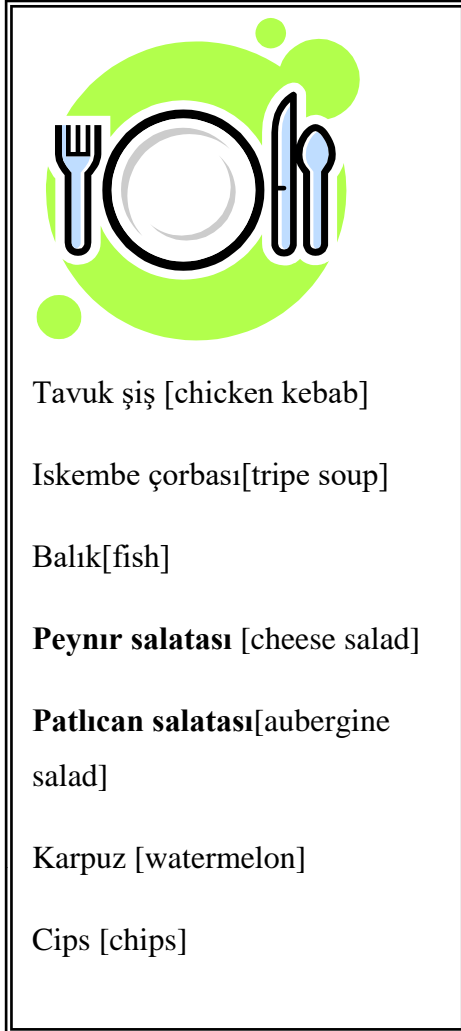 Tavuk şiş [chicken kebab]
Iskembe çorbası[tripe soup]
Balık[fish]
Peynır salatası [cheese salad]
Patlıcan salatası[aubergine
salad]
Karpuz [watermelon]
Cips [chips]